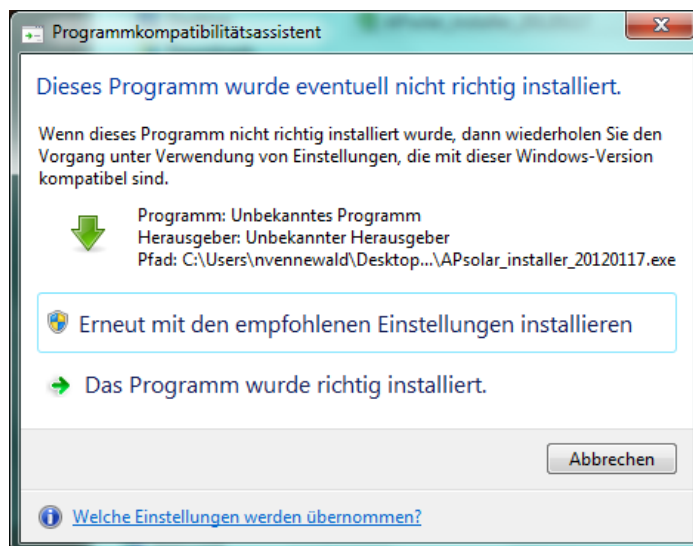 Programmkompatibilitätsassistent
Dieses Programm wurde eventuell nicht richtig installiert.
Wenn dieses Programm nicht richtig installiert wurde, dann wiederholen Sie den
Vorgang unter Verwendung von Einstellungen, die mit dieser Windows-Version
kompatibel sind.
Programm: Unbekanntes Programm
Herausgeber: Unbekannter Herausgeber
Pfad: C:\Users\nvennewald\Desktop...\APsolar_installer_20120117.exe
Erneut mit den empfohlenen Einstellungen installieren
Das Programm wurde richtig installiert.
Abbrechen
Welche Einstellungen werden übernommen?